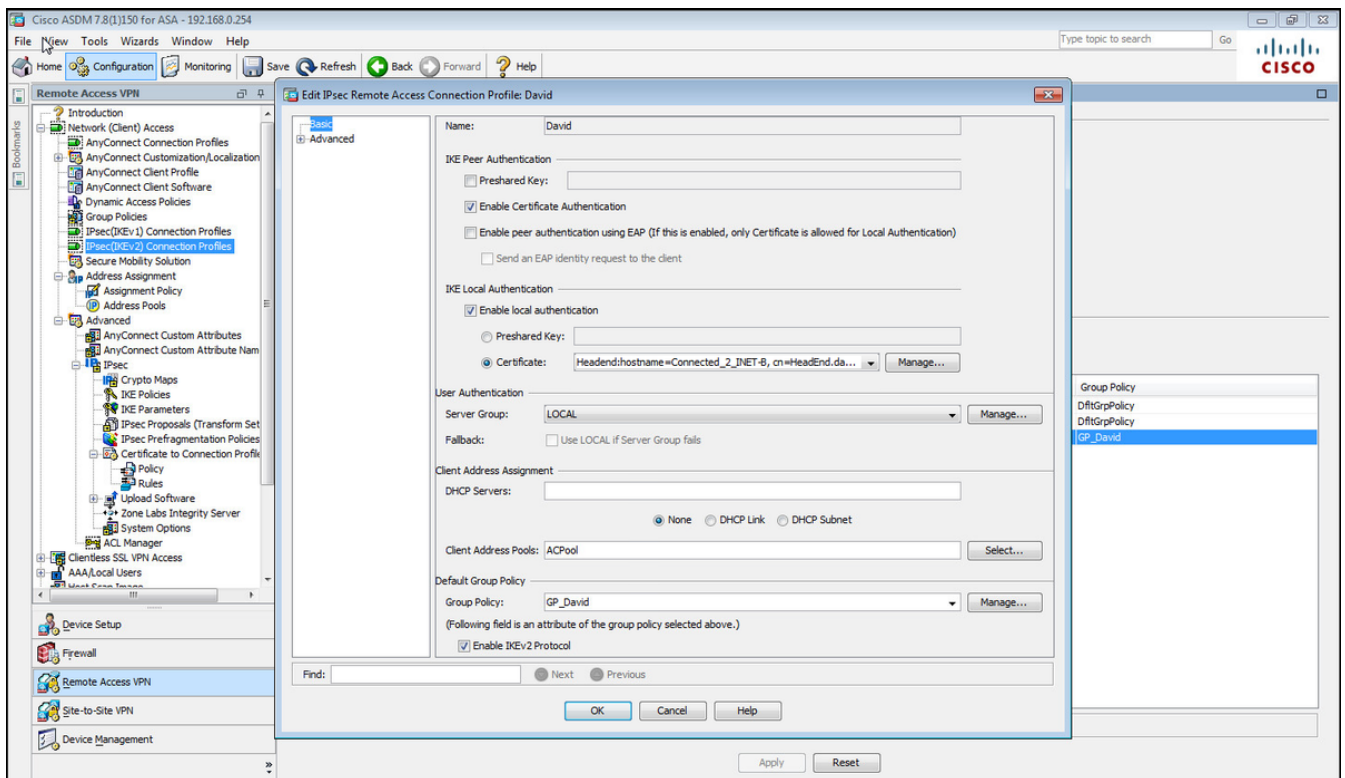 Cisco ASDM 7.8(1)150 for ASA - 192.168.0.254
File View Tools Wizards Window Help
Type topic to search Go
Home Configuration Monitoring Save Refresh Back Forward Help
CISCO
Bookmarks
Remote Access VPN
Introduction
Network (Client) Access
AnyConnect Connection Profiles
AnyConnect Customization/Localization
AnyConnect Client Profile
AnyConnect Client Software
Dynamic Access Policies
Group Policies
IPsec(IKEv1) Connection Profiles
IPsec(IKEv2) Connection Profiles
Secure Mobility Solution
Address Assignment
Assignment Policy
Address Pools
Advanced
AnyConnect Custom Attributes
AnyConnect Custom Attribute Nam
IPsec
Crypto Maps
IKE Policies
IKE Parameters
IPsec Proposals (Transform Set
IPsec Prefragmentation Policies
Certificate to Connection Profile
Policy
Rules
Upload Software
Zone Labs Integrity Server
System Options
ACL Manager
Clientless SSL VPN Access
AAA/Local Users
Host Scan Image
Device Setup
Firewall
Remote Access VPN
Site-to-Site VPN
Device Management
Edit IPsec Remote Access Connection Profile: David
Basic
Advanced
Name: David
IKE Peer Authentication
Preshared Key:
Enable Certificate Authentication
Enable peer authentication using EAP (If this is enabled, only Certificate is allowed for Local Authentication)
Send an EAP identity request to the client
IKE Local Authentication
Enable local authentication
Preshared Key:
Certificate: Headend:hostname=Connected_2_INET-B, cn=HeadEnd.da... Manage...
User Authentication
Server Group: LOCAL Manage...
Fallback: Use LOCAL if Server Group fails
Client Address Assignment
DHCP Servers:
None DHCP Link DHCP Subnet
Client Address Pools: ACPool Select...
Default Group Policy
Group Policy: GP_David Manage...
(Following field is an attribute of the group policy selected above.)
Enable IKEv2 Protocol
Find: Next Previous
OK Cancel Help
Group Policy
DfltGrpPolicy
DfltGrpPolicy
GP_David
Apply Reset